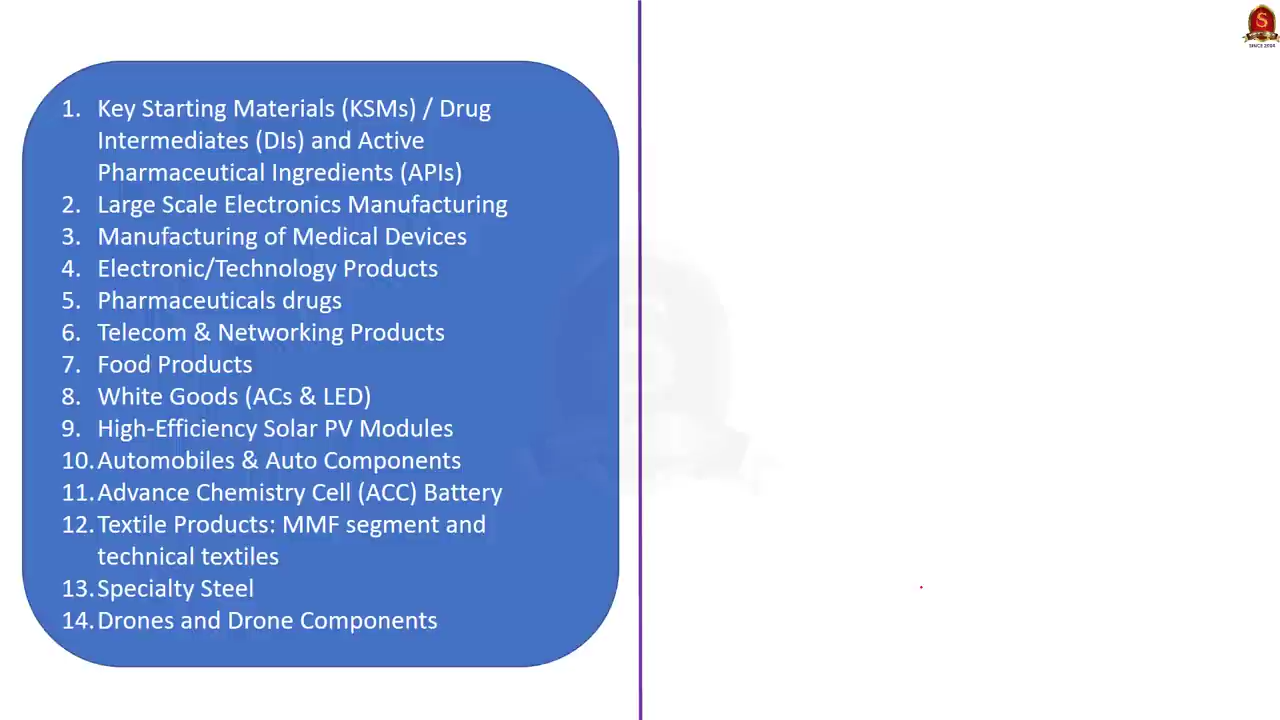 1. Key Starting Materials (KSMs) / Drug
Intermediates (DIs) and Active
Pharmaceutical Ingredients (APIs)
2. Large Scale Electronics Manufacturing
3. Manufacturing of Medical Devices
4. Electronic/Technology Products
5. Pharmaceuticals drugs
6. Telecom & Networking Products
7. Food Products
8. White Goods (ACs & LED)
9. High-Efficiency Solar PV Modules
10. Automobiles & Auto Components
11. Advance Chemistry Cell (ACC) Battery
12. Textile Products: MMF segment and
technical textiles
13. Specialty Steel
14. Drones and Drone Components
S
SINCE 2004